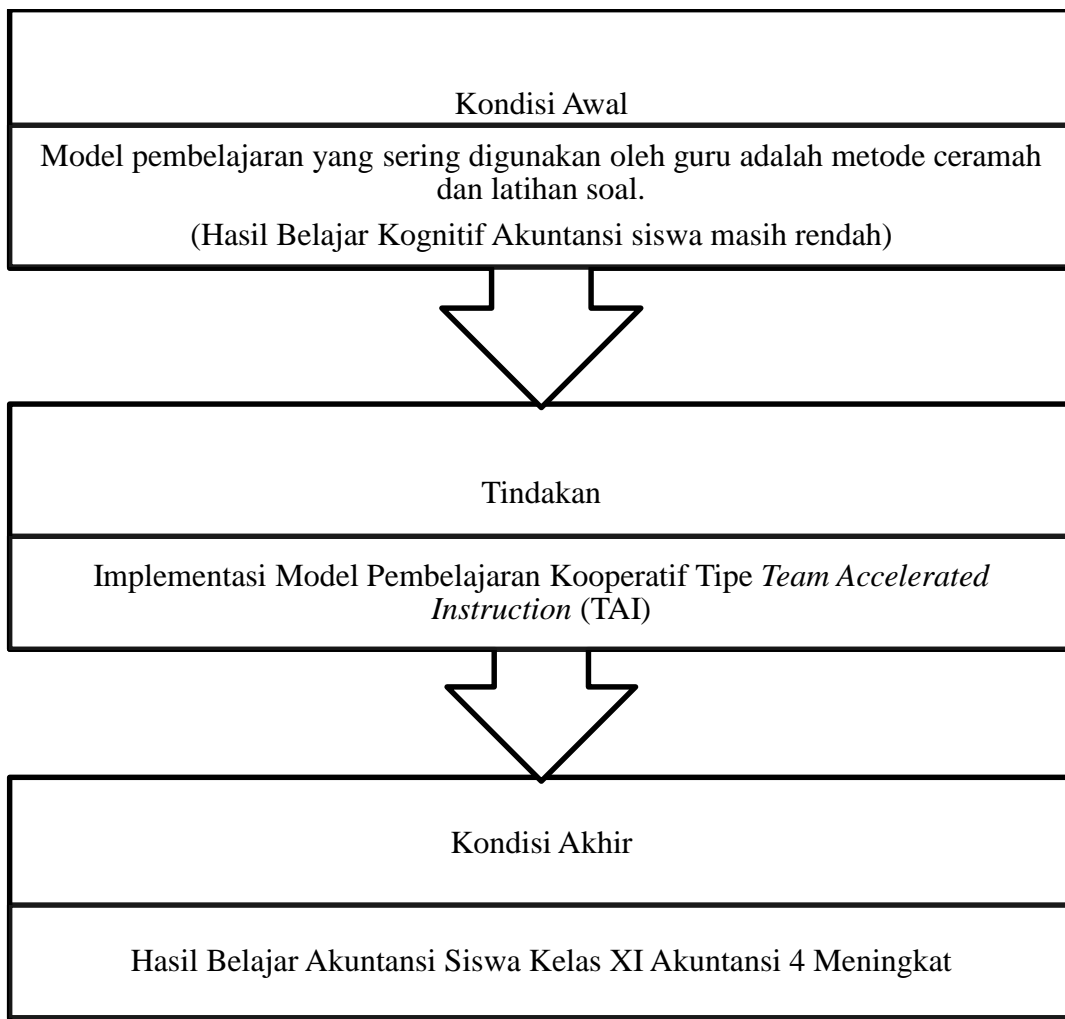 Kondisi Awal
Model pembelajaran yang sering digunakan oleh guru adalah metode ceramah
dan latihan soal.
(Hasil Belajar Kognitif Akuntansi siswa masih rendah)
Tindakan
Implementasi Model Pembelajaran Kooperatif Tipe Team Accelerated
Instruction (TAI)
Kondisi Akhir
Hasil Belajar Akuntansi Siswa Kelas XI Akuntansi 4 Meningkat